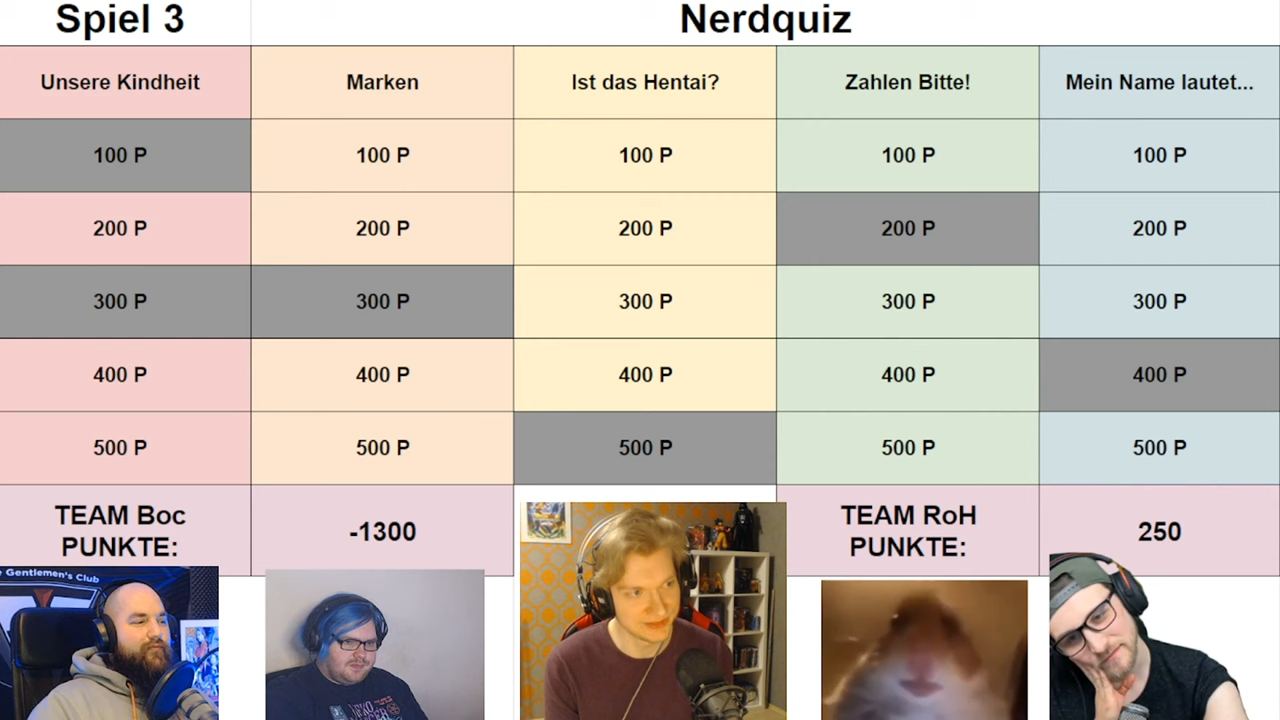 Spiel 3 Nerdquiz
Unsere Kindheit Marken Ist das Hentai? Zahlen Bitte! Mein Name lautet...
100 P 100 P 100 P 100 P 100 P
200 P 200 P 200 P 200 P 200 P
300 P 300 P 300 P 300 P 300 P
400 P 400 P 400 P 400 P 400 P
500 P 500 P 500 P 500 P 500 P
TEAM Boc
PUNKTE:
-1300
TEAM RoH
PUNKTE:
250
Gentlemen's Club